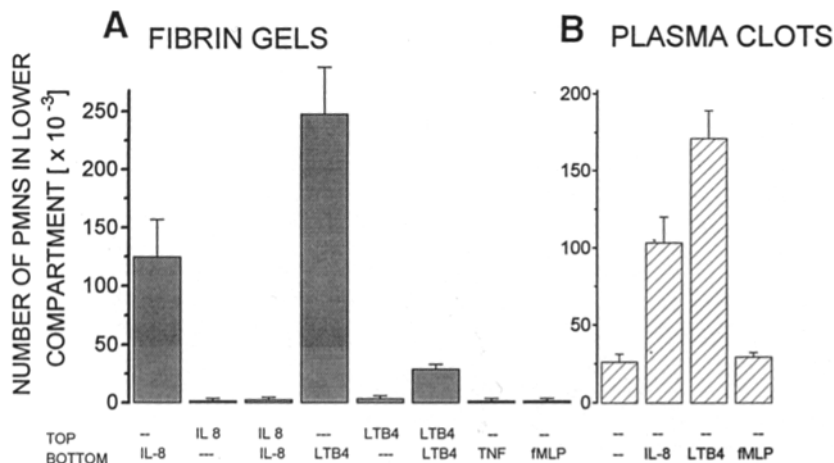 A FIBRIN GELS
B PLASMA CLOTS
NUMBER OF PMNS IN LOWER
COMPARTMENT [ x 10⁻³]
250
200
150
100
50
0
200
150
100
50
0
TOP -- IL 8 IL 8 --- LTB4 LTB4 -- -- -- -- -- --
BOTTOM IL-8 --- IL-8 LTB4 --- LTB4 TNF fMLP -- IL-8 LTB4 fMLP